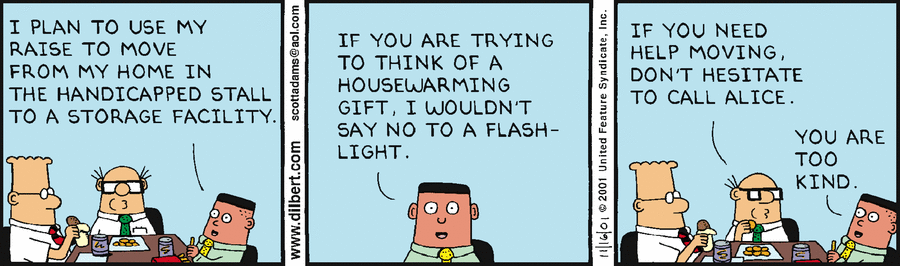 I PLAN TO USE MY
RAISE TO MOVE
FROM MY HOME IN
THE HANDICAPPED STALL
TO A STORAGE FACILITY.
www.dilbert.com scottadams@aol.com
IF YOU ARE TRYING
TO THINK OF A
HOUSEWARMING
GIFT, I WOULDN'T
SAY NO TO A FLASH-
LIGHT.
11/6/01 © 2001 United Feature Syndicate, Inc.
IF YOU NEED
HELP MOVING,
DON'T HESITATE
TO CALL ALICE.
YOU ARE
TOO
KIND.